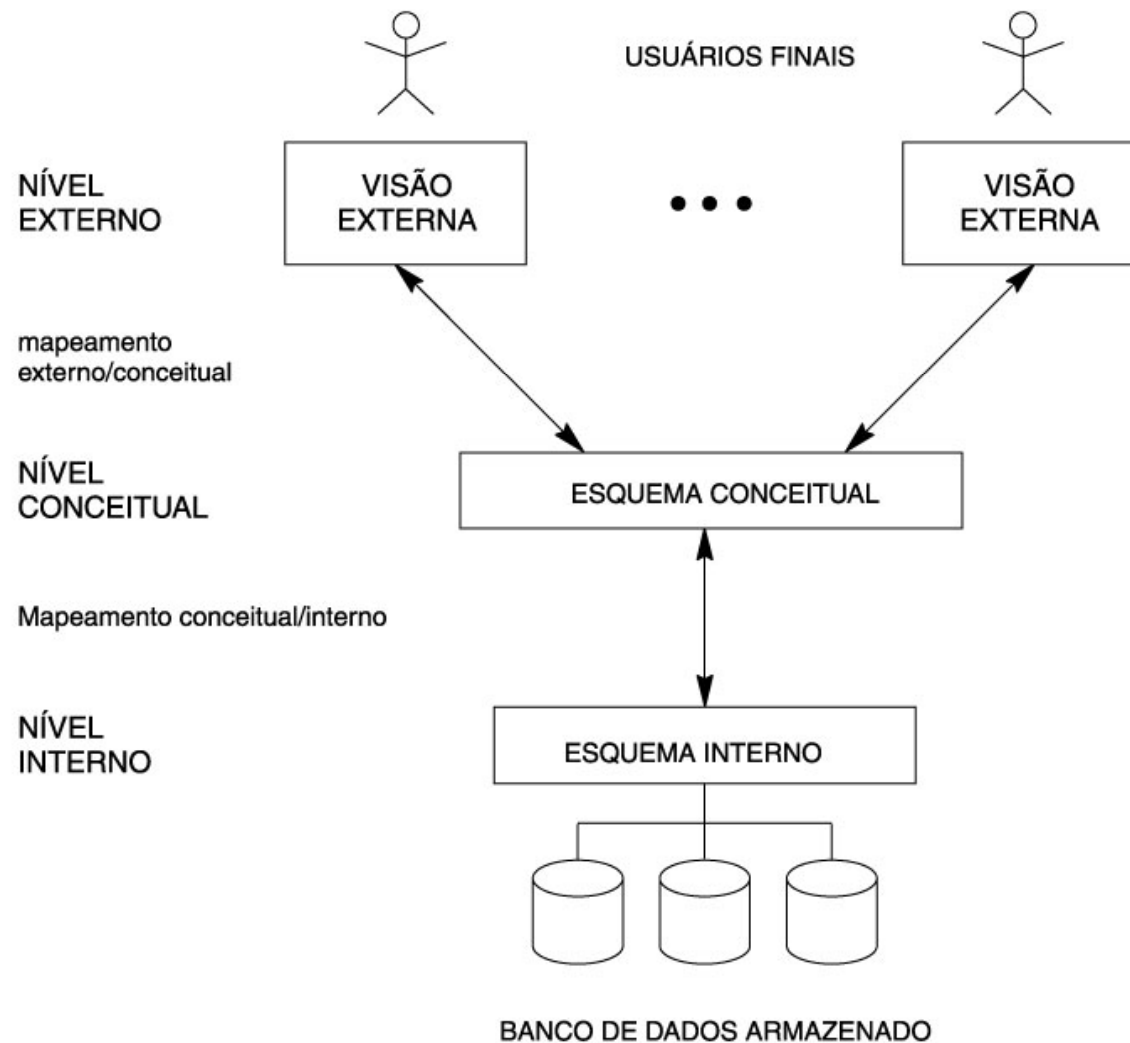 USUÁRIOS FINAIS
NÍVEL
EXTERNO
VISÃO
EXTERNA
VISÃO
EXTERNA
mapeamento
externo/conceitual
NÍVEL
CONCEITUAL
ESQUEMA CONCEITUAL
Mapeamento conceitual/interno
NÍVEL
INTERNO
ESQUEMA INTERNO
BANCO DE DADOS ARMAZENADO